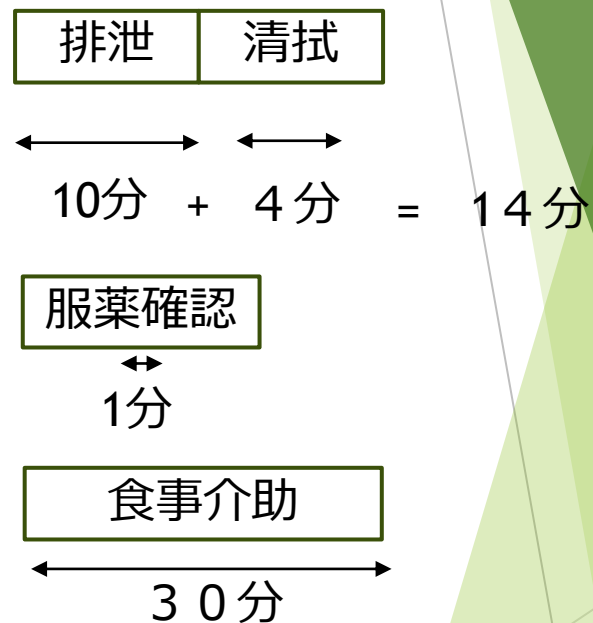 排泄 清拭
10分 + ４分 = １４分
服薬確認
1分
食事介助
３０分